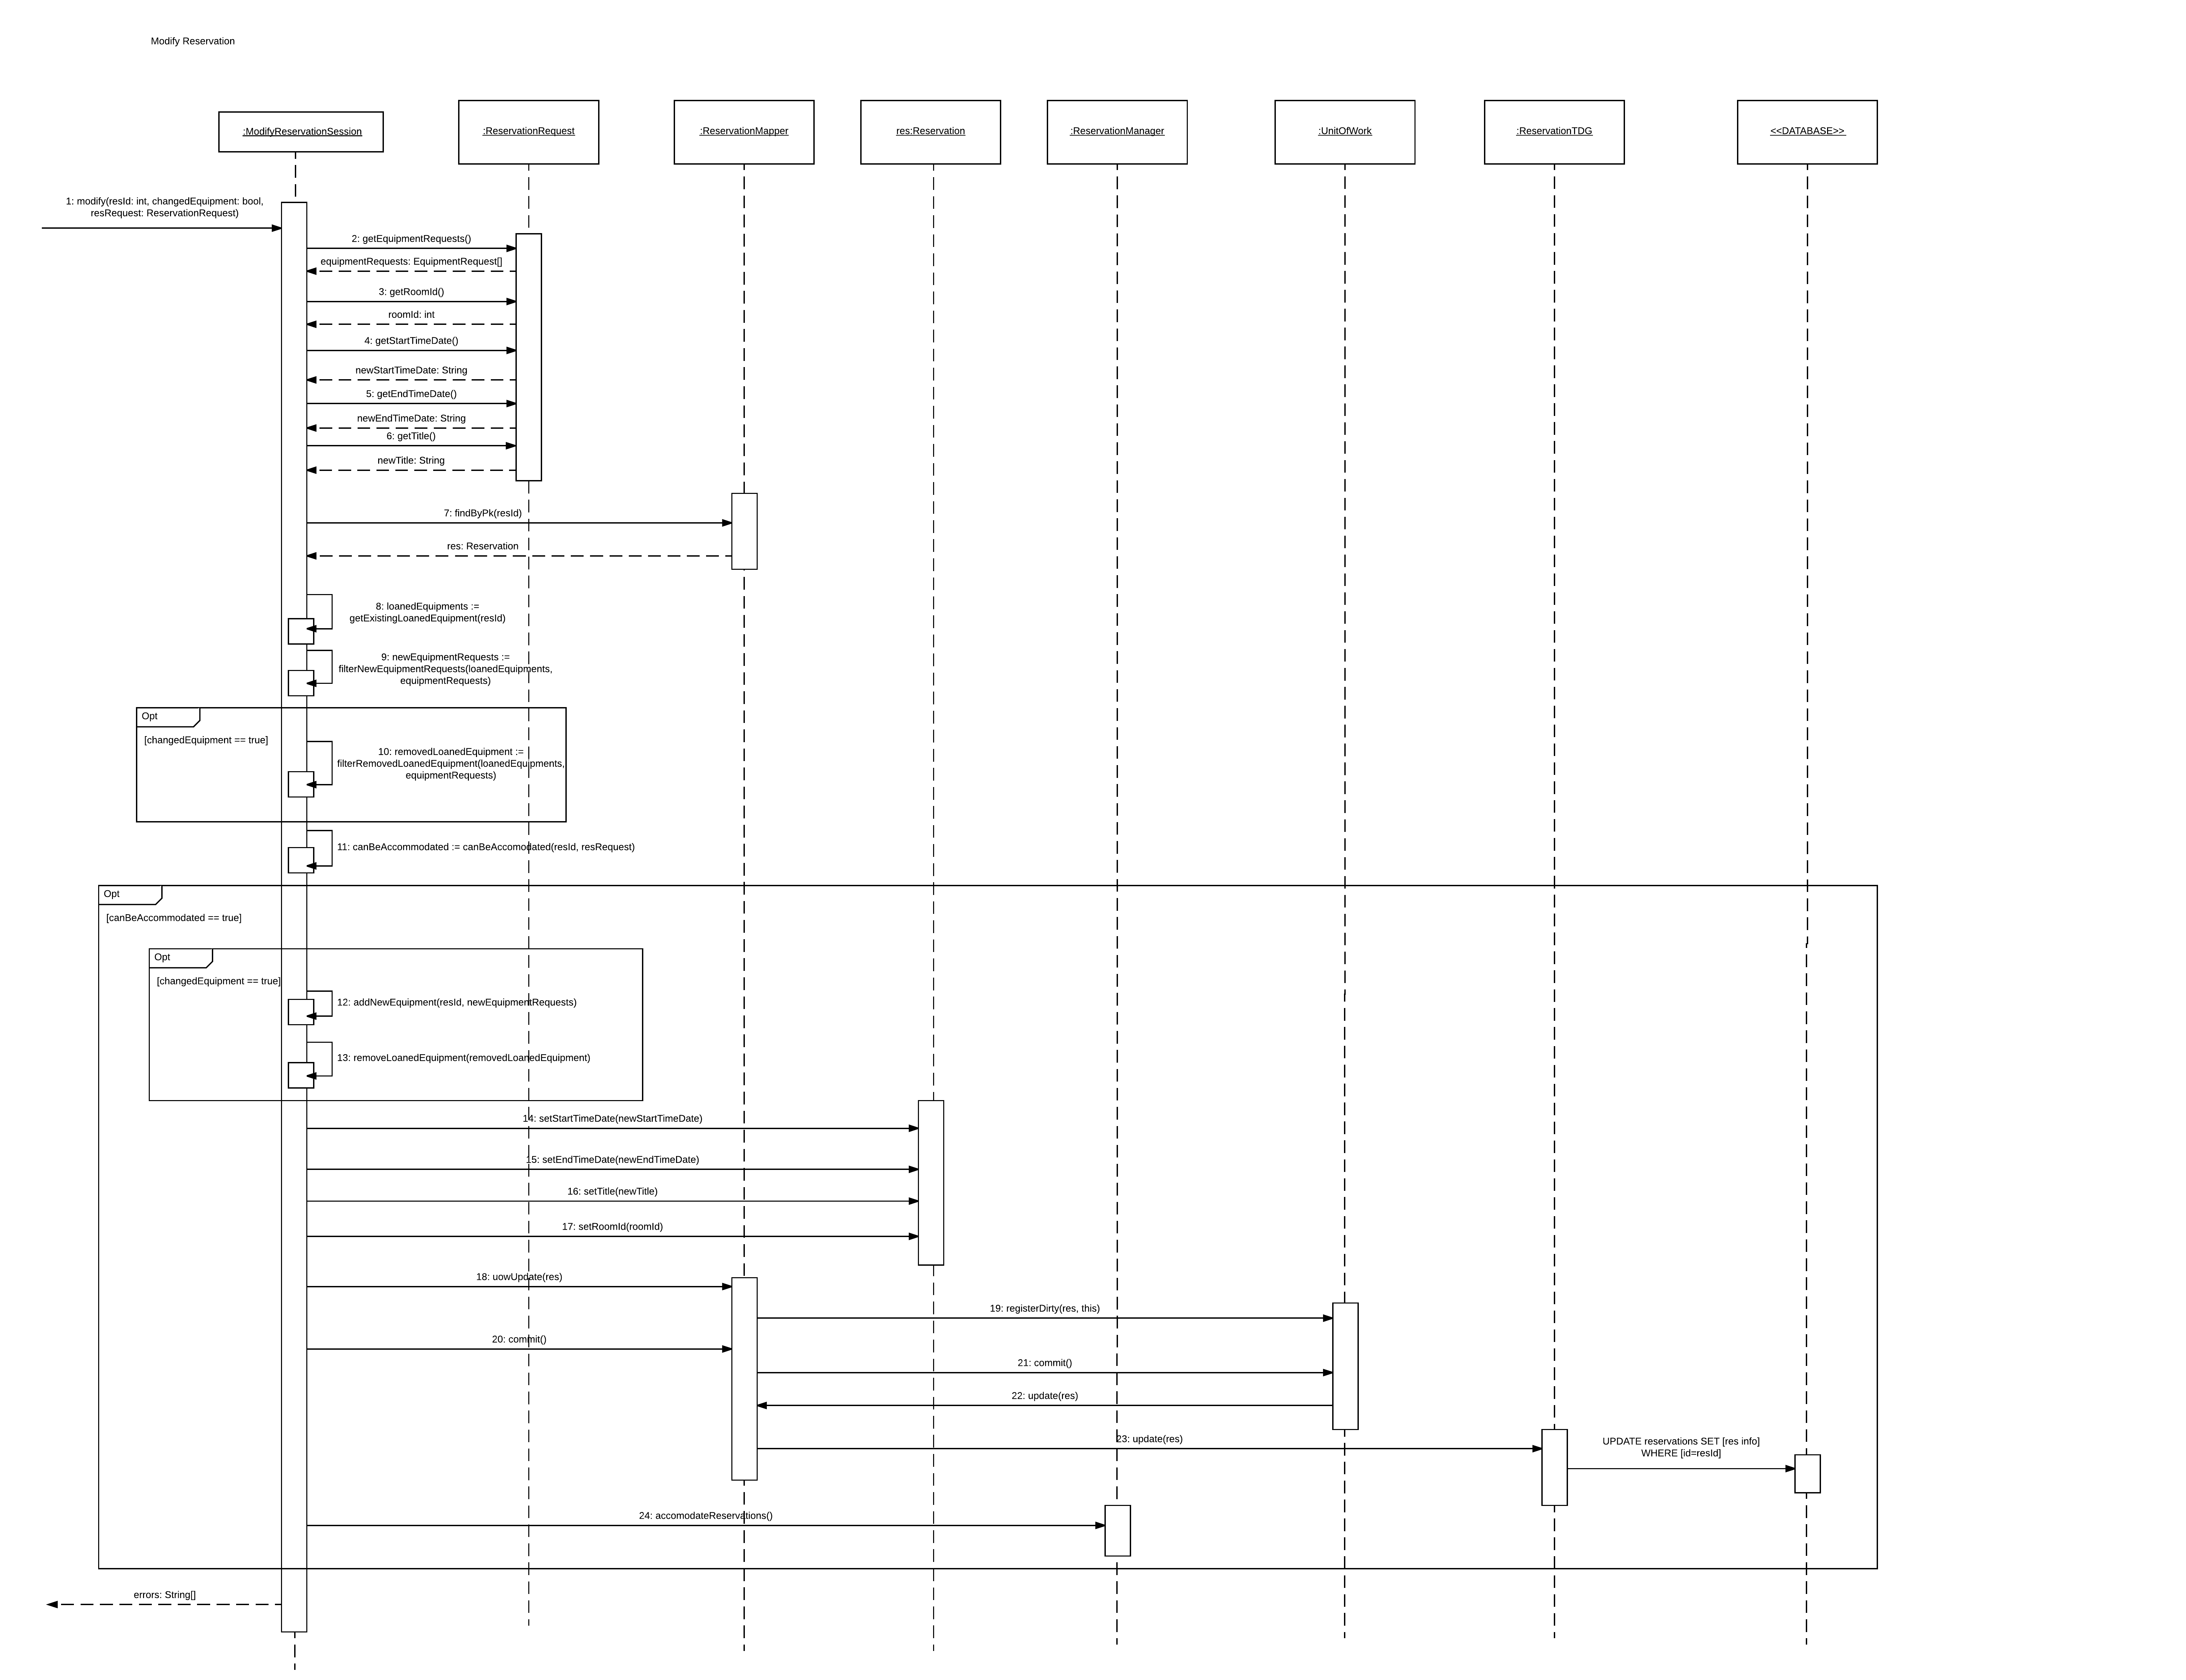 Modify Reservation
:ModifyReservationSession
:ReservationRequest
:ReservationMapper
res:Reservation
:ReservationManager
:UnitOfWork
:ReservationTDG
<<DATABASE>>
1: modify(resId: int, changedEquipment: bool,
resRequest: ReservationRequest)
2: getEquipmentRequests()
equipmentRequests: EquipmentRequest[]
3: getRoomId()
roomId: int
4: getStartTimeDate()
newStartTimeDate: String
5: getEndTimeDate()
newEndTimeDate: String
6: getTitle()
newTitle: String
7: findByPk(resId)
res: Reservation
8: loanedEquipments :=
getExistingLoanedEquipment(resId)
9: newEquipmentRequests :=
filterNewEquipmentRequests(loanedEquipments,
equipmentRequests)
Opt
[changedEquipment == true]
10: removedLoanedEquipment :=
filterRemovedLoanedEquipment(loanedEquipments,
equipmentRequests)
11: canBeAccommodated := canBeAccomodated(resId, resRequest)
Opt
[canBeAccommodated == true]
Opt
[changedEquipment == true]
12: addNewEquipment(resId, newEquipmentRequests)
13: removeLoanedEquipment(removedLoanedEquipment)
14: setStartTimeDate(newStartTimeDate)
15: setEndTimeDate(newEndTimeDate)
16: setTitle(newTitle)
17: setRoomId(roomId)
18: uowUpdate(res)
19: registerDirty(res, this)
20: commit()
21: commit()
22: update(res)
23: update(res)
UPDATE reservations SET [res info]
WHERE [id=resId]
24: accomodateReservations()
errors: String[]